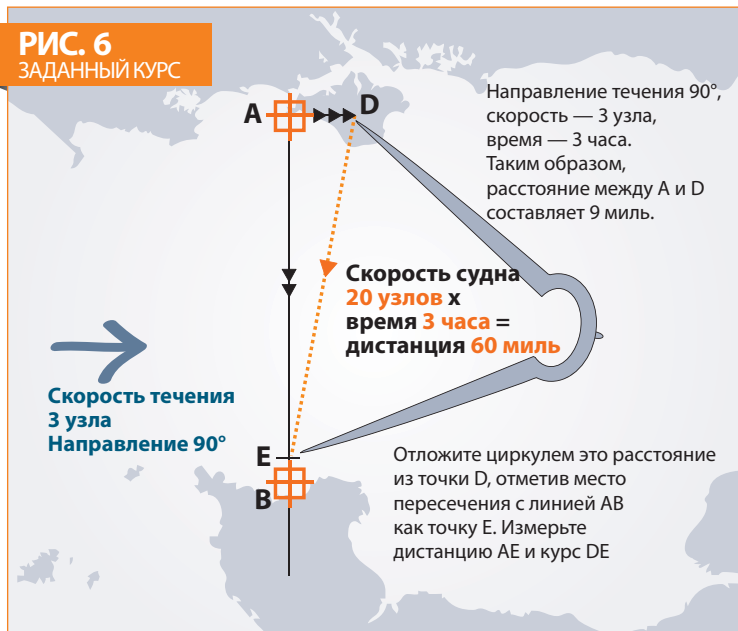 РИС. 6
ЗАДАННЫЙ КУРС
A
D
Направление течения 90°,
скорость — 3 узла,
время — 3 часа.
Таким образом,
расстояние между А и D
составляет 9 миль.
Скорость судна
20 узлов х
время 3 часа =
дистанция 60 миль
Скорость течения
3 узла
Направление 90°
E
B
Отложите циркулем это расстояние
из точки D, отметив место
пересечения с линией АВ
как точку Е. Измерьте
дистанцию АЕ и курс DE